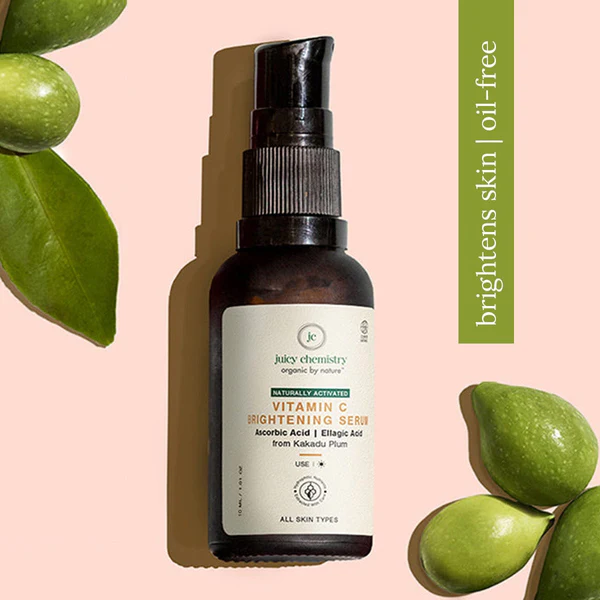 brightens skin | oil-free
jc
juicy chemistry
organic by nature™
NATURALLY ACTIVATED
VITAMIN C
BRIGHTENING SERUM
Ascorbic Acid | Ellagic Acid
from Kakadu Plum
USE |
ALL SKIN TYPES